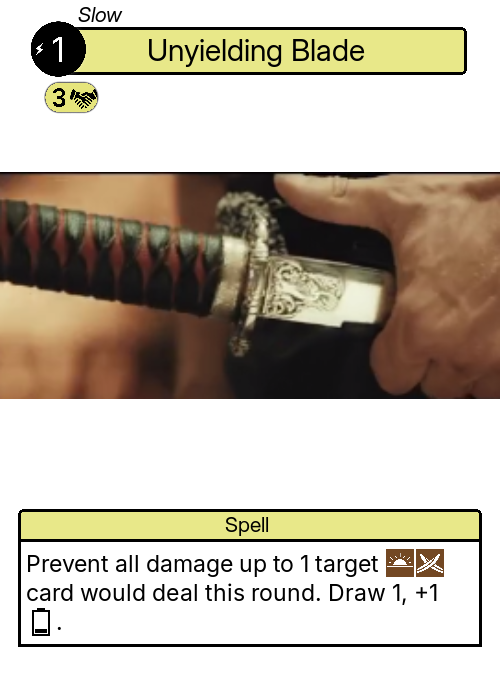 Slow
1 Unyielding Blade
3
Spell
Prevent all damage up to 1 target
card would deal this round. Draw 1, +1
.